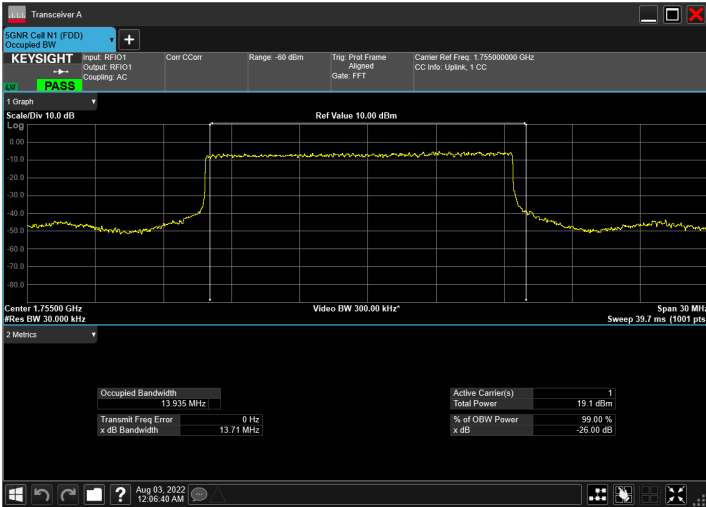 Transceiver A
5GNR Cell N1 (FDD)
Occupied BW
KEYSIGHT
LXI
PASS
Input: RFIO1
Output: RFIO1
Coupling: AC
Corr CCorr
Range: -60 dBm
Trig: Prot Frame
Aligned
Gate: FFT
Carrier Ref Freq: 1.755000000 GHz
CC Info: Uplink, 1 CC
1 Graph
Scale/Div 10.0 dB
Ref Value 10.00 dBm
Log
0.00
-10.0
-20.0
-30.0
-40.0
-50.0
-60.0
-70.0
-80.0
Center 1.75500 GHz
Video BW 300.00 kHz*
Span 30 MHz
#Res BW 30.000 kHz
Sweep 39.7 ms (1001 pts
2 Metrics
Occupied Bandwidth
13.935 MHz
Transmit Freq Error 0 Hz
x dB Bandwidth 13.71 MHz
Active Carrier(s) 1
Total Power 19.1 dBm
% of OBW Power 99.00 %
x dB -26.00 dB
Aug 03, 2022
12:06:40 AM